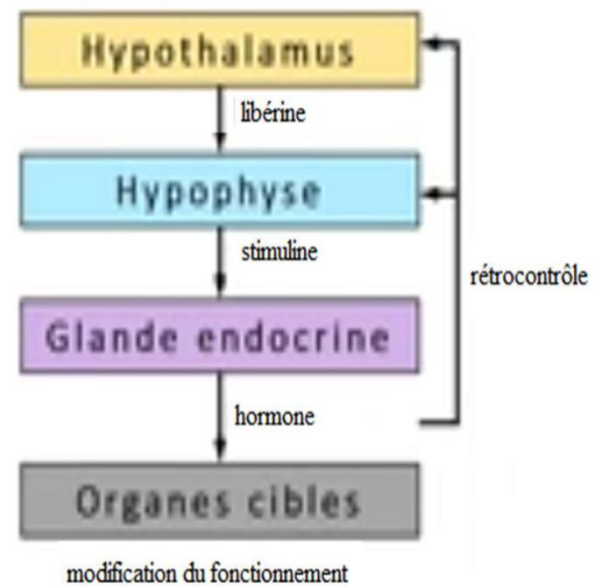 Hypothalamus
libérine
Hypophyse
stimuline
rétrocontrôle
Glande endocrine
hormone
Organes cibles
modification du fonctionnement